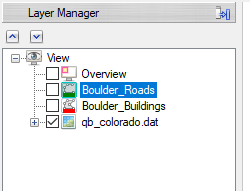 Layer Manager
View
Overview
Boulder_Roads
Boulder_Buildings
qb_colorado.dat